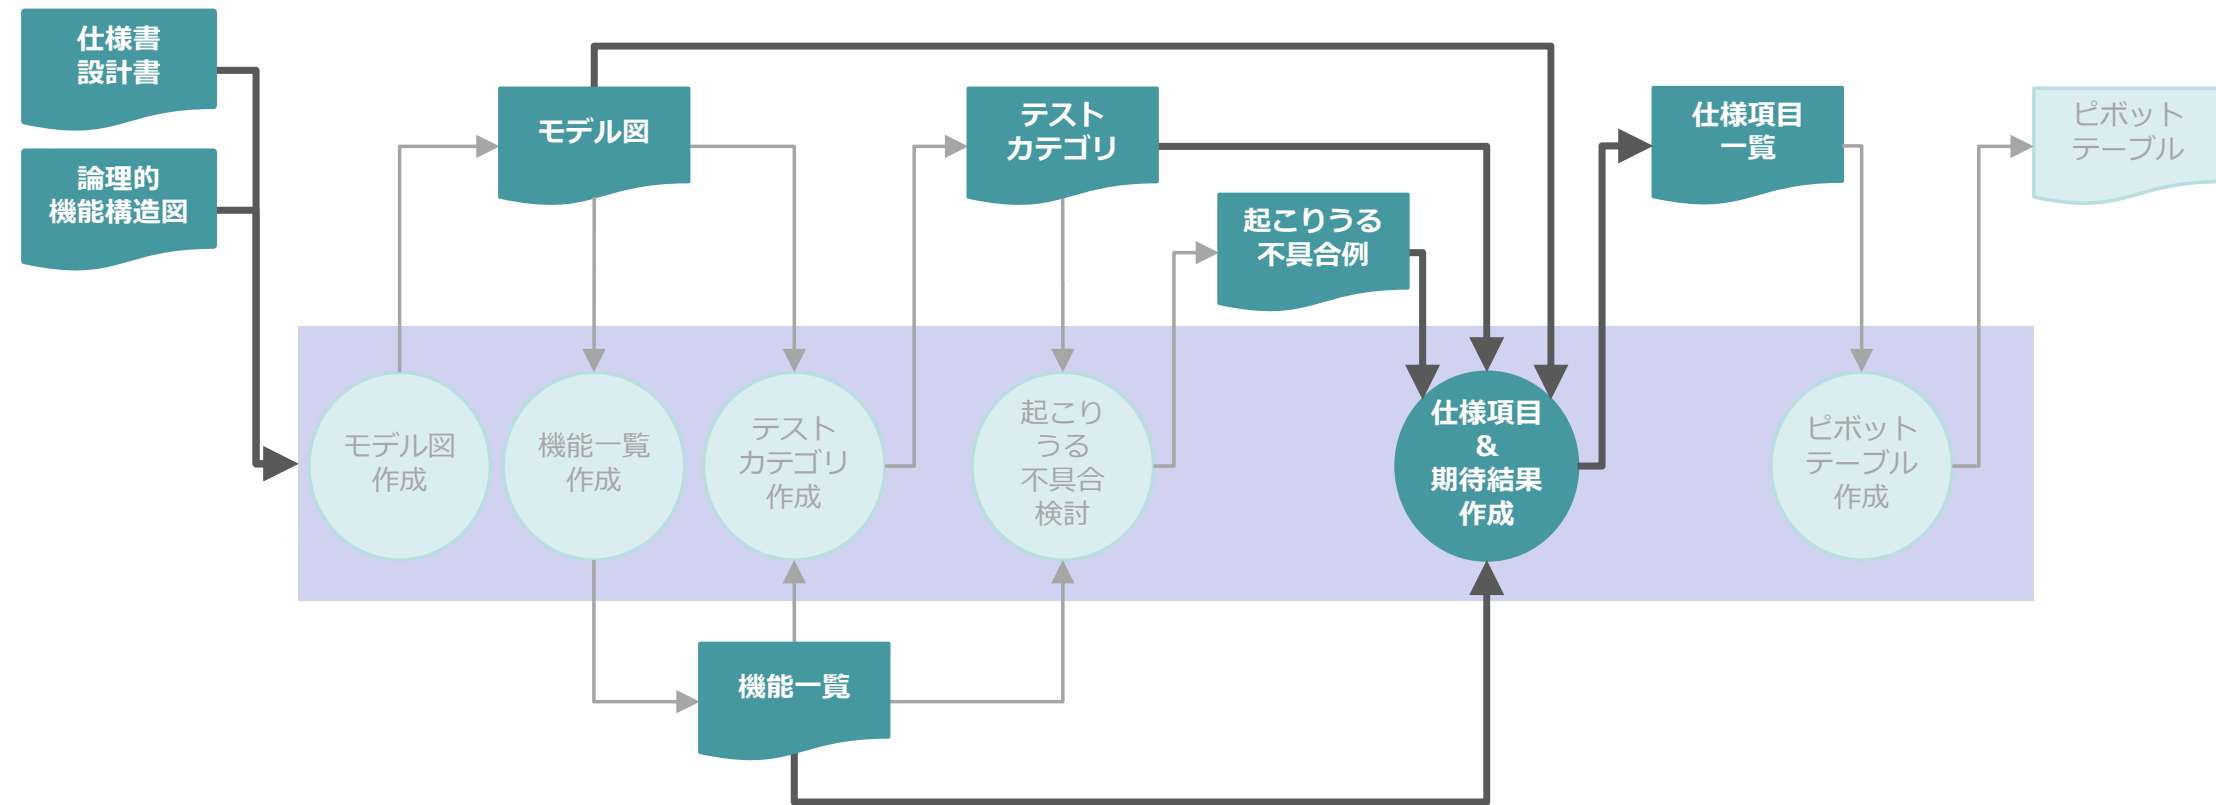 仕様書
設計書
論理的
機能構造図
モデル図
テスト
カテゴリ
起こりうる
不具合例
仕様項目
一覧
ピボット
テーブル
モデル図
作成
機能一覧
作成
テスト
カテゴリ
作成
起こり
うる
不具合
検討
仕様項目
&
期待結果
作成
ピボット
テーブル
作成
機能一覧